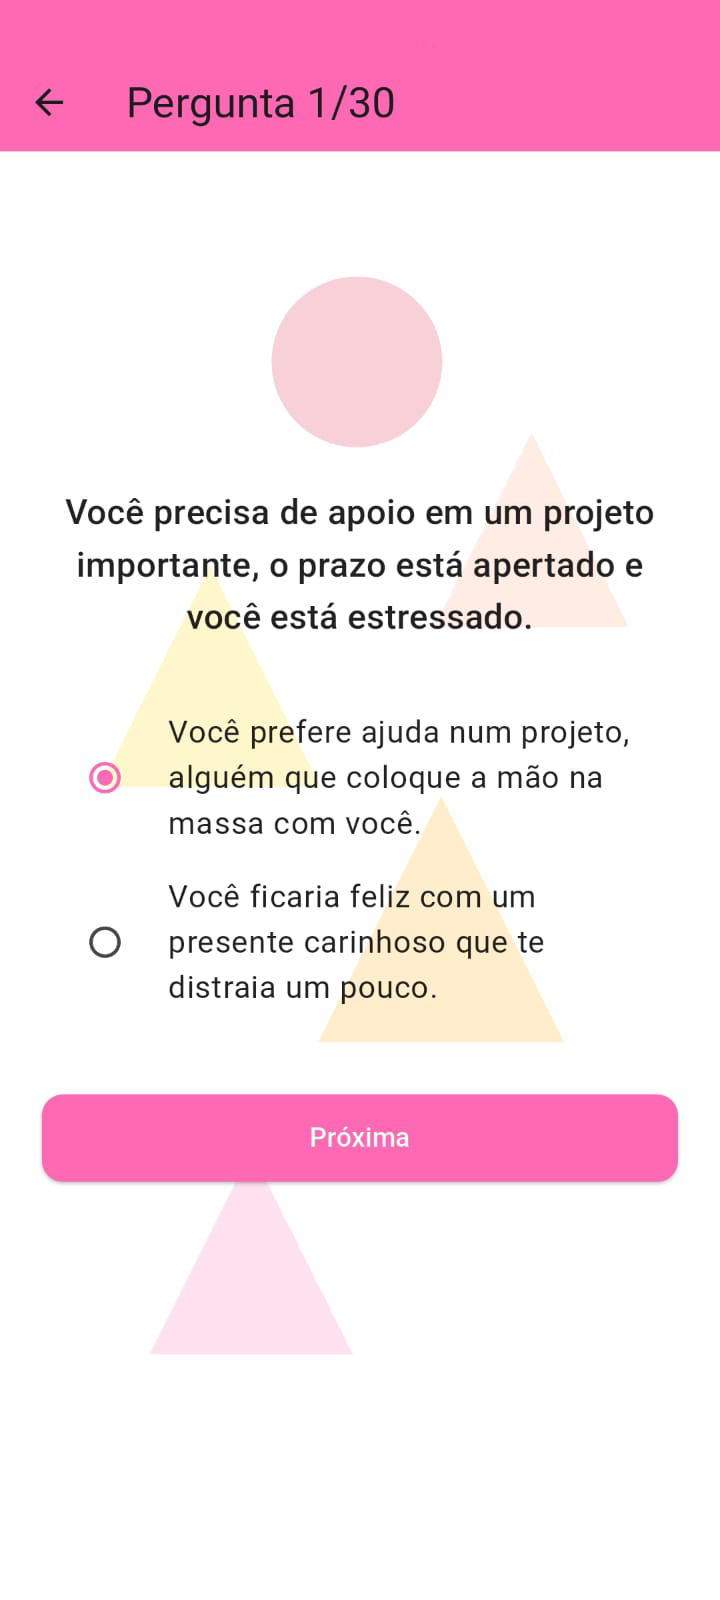 Pergunta 1/30
Você precisa de apoio em um projeto
importante, o prazo está apertado e
você está estressado.
Você prefere ajuda num projeto,
alguém que coloque a mão na
massa com você.
Você ficaria feliz com um
presente carinhoso que te
distraia um pouco.
Próxima